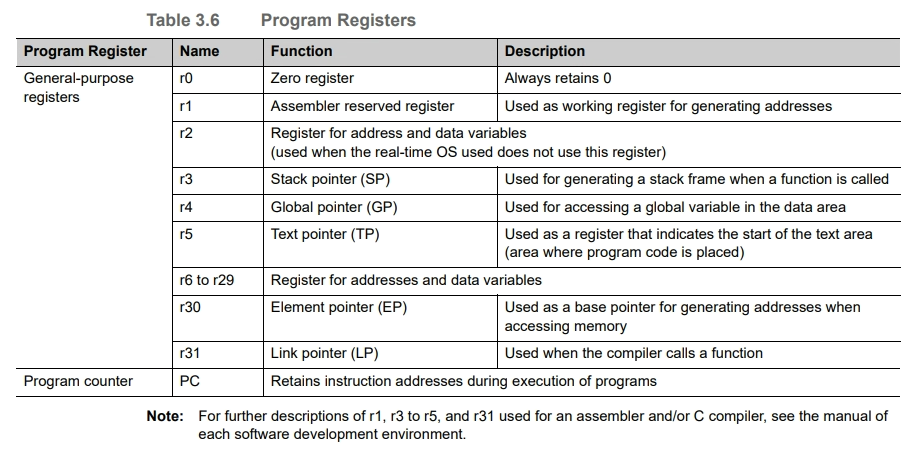 Table 3.6 Program Registers
Program Register Name Function Description
General-purpose r0 Zero register Always retains 0
registers
r1 Assembler reserved register Used as working register for generating addresses
r2 Register for address and data variables
(used when the real-time OS used does not use this register)
r3 Stack pointer (SP) Used for generating a stack frame when a function is called
r4 Global pointer (GP) Used for accessing a global variable in the data area
r5 Text pointer (TP) Used as a register that indicates the start of the text area
(area where program code is placed)
r6 to r29 Register for addresses and data variables
r30 Element pointer (EP) Used as a base pointer for generating addresses when
accessing memory
r31 Link pointer (LP) Used when the compiler calls a function
Program counter PC Retains instruction addresses during execution of programs
Note: For further descriptions of r1, r3 to r5, and r31 used for an assembler and/or C compiler, see the manual of
each software development environment.